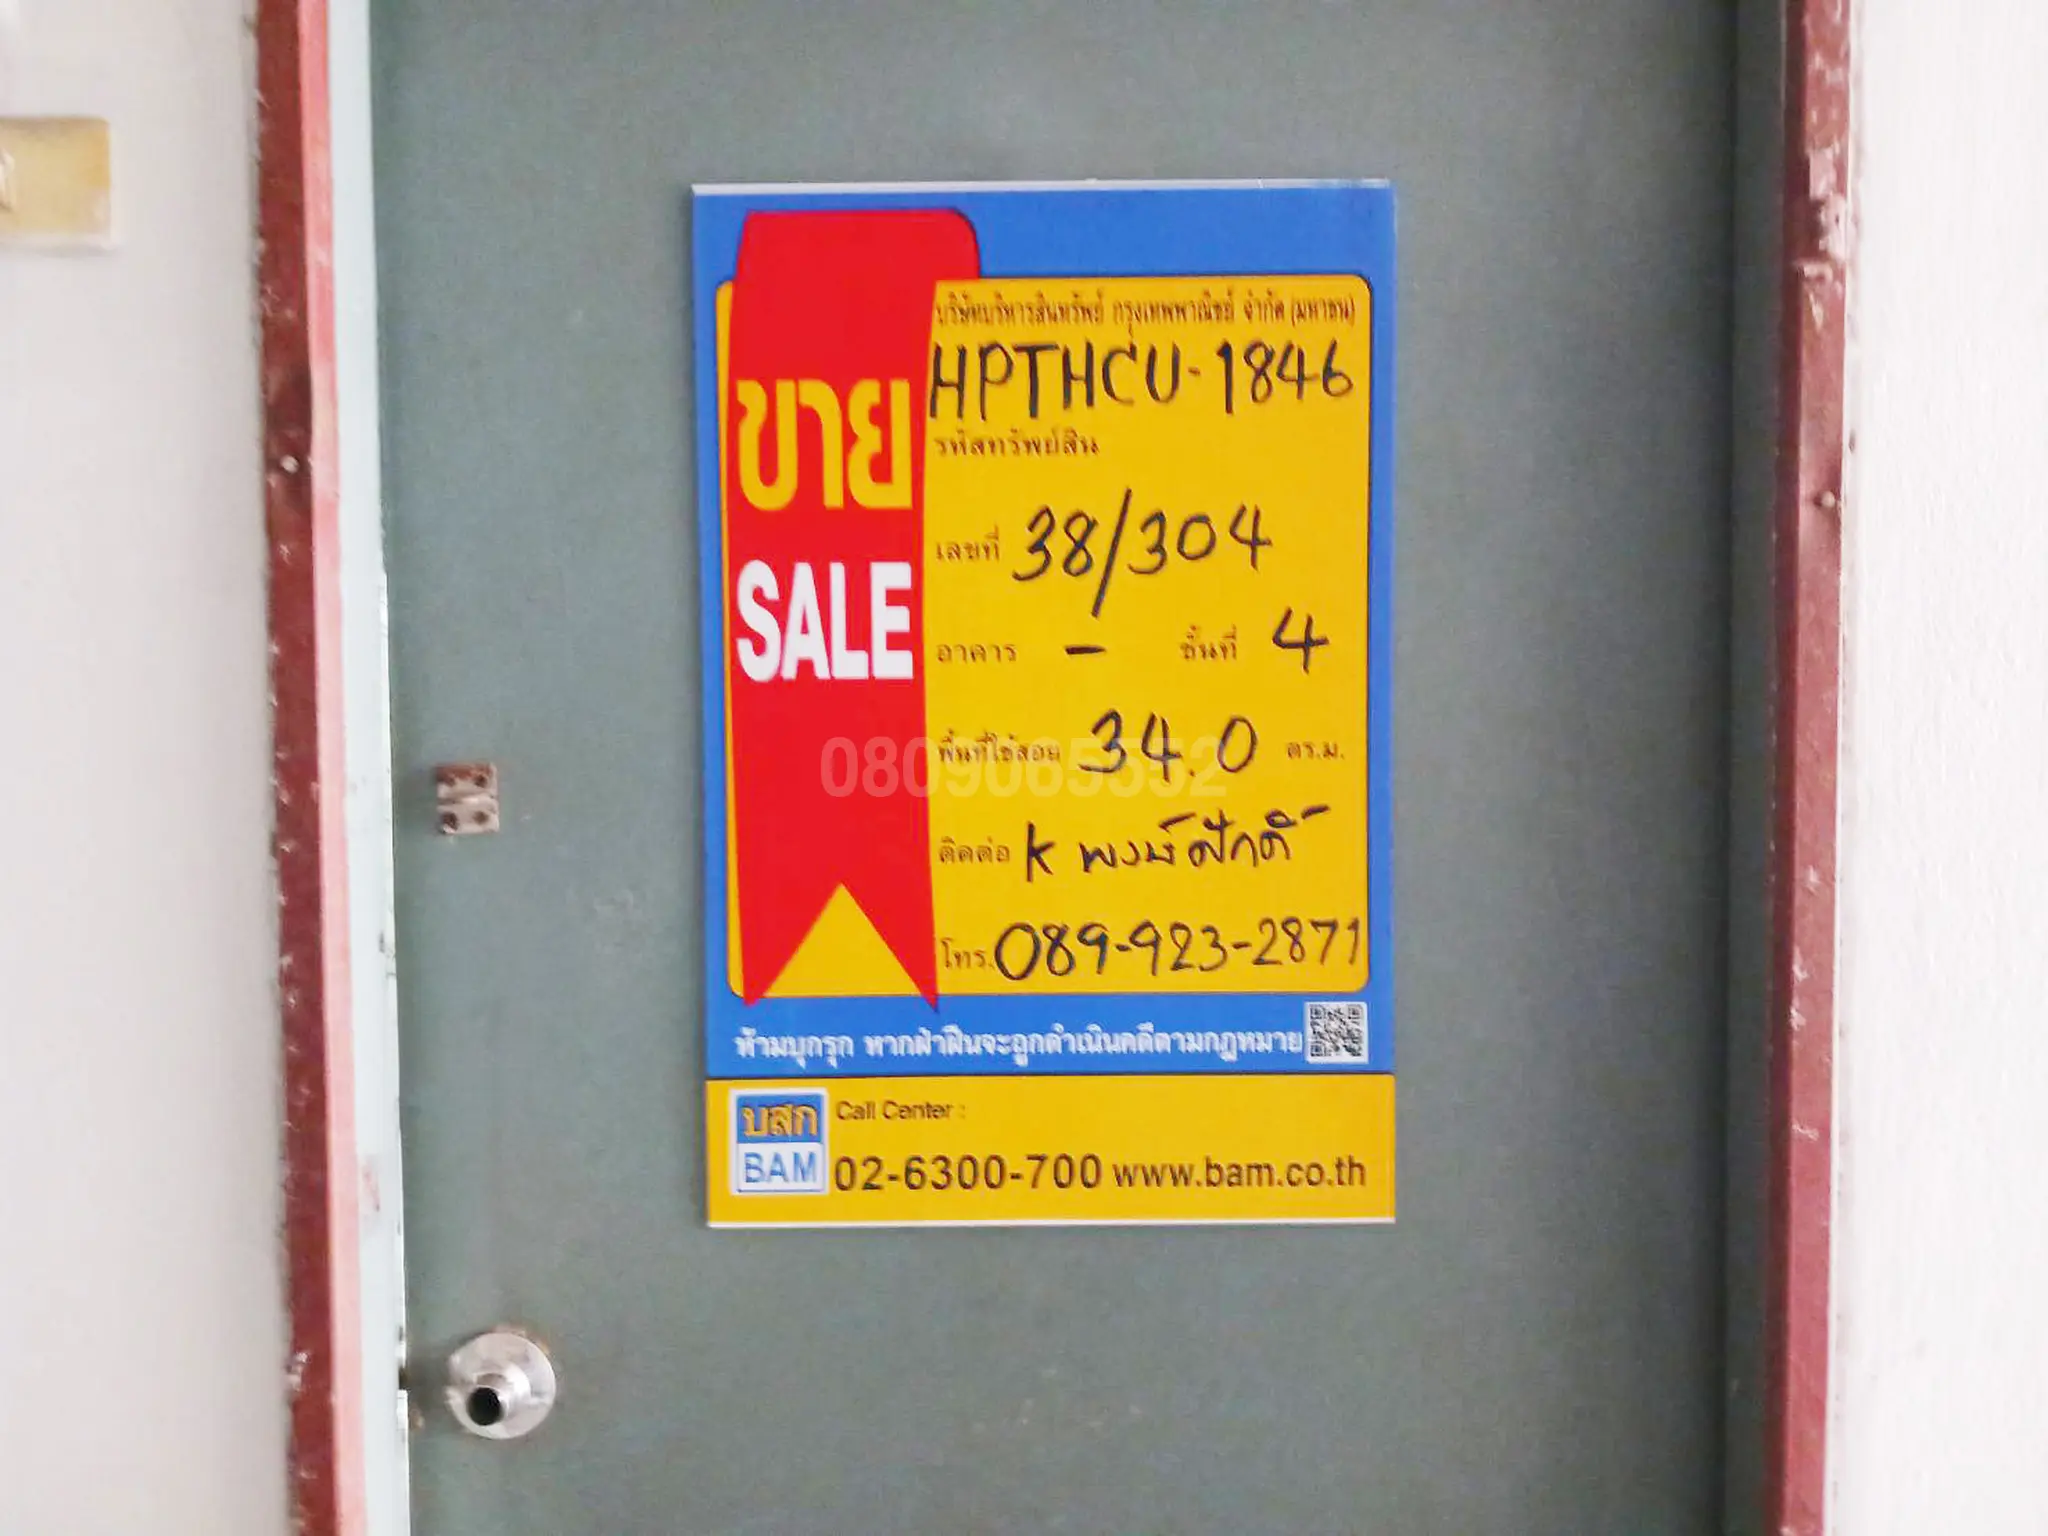 ขาย
SALE
บริษัทบริหารสินทรัพย์ กรุงเทพพาณิชย์ จำกัด (มหาชน)
HPTHCU-1846
รหัสทรัพย์สิน
เลขที่ 38/304
อาคาร - ชั้นที่ 4
พื้นที่ใช้สอย 34.0 ตร.ม.
0809065552
ติดต่อ K พงษ์ศักดิ์
โทร. 089-923-2871
ห้ามบุกรุก หากฝ่าฝืนจะถูกดำเนินคดีตามกฎหมาย
บสก
BAM
Call Center :
02-6300-700 www.bam.co.th